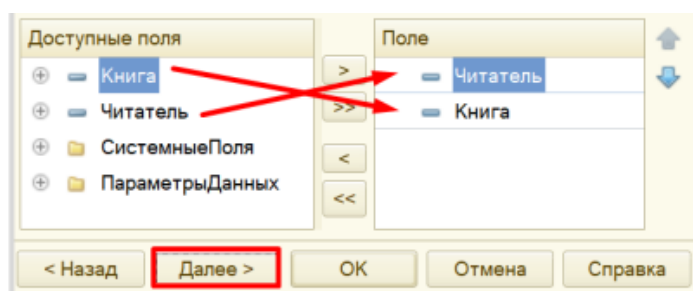 Доступные поля
Поле
Книга
>
Читатель
Читатель
>>
Книга
СистемныеПоля
<
ПараметрыДанных
<<
< Назад
Далее >
OK
Отмена
Справка